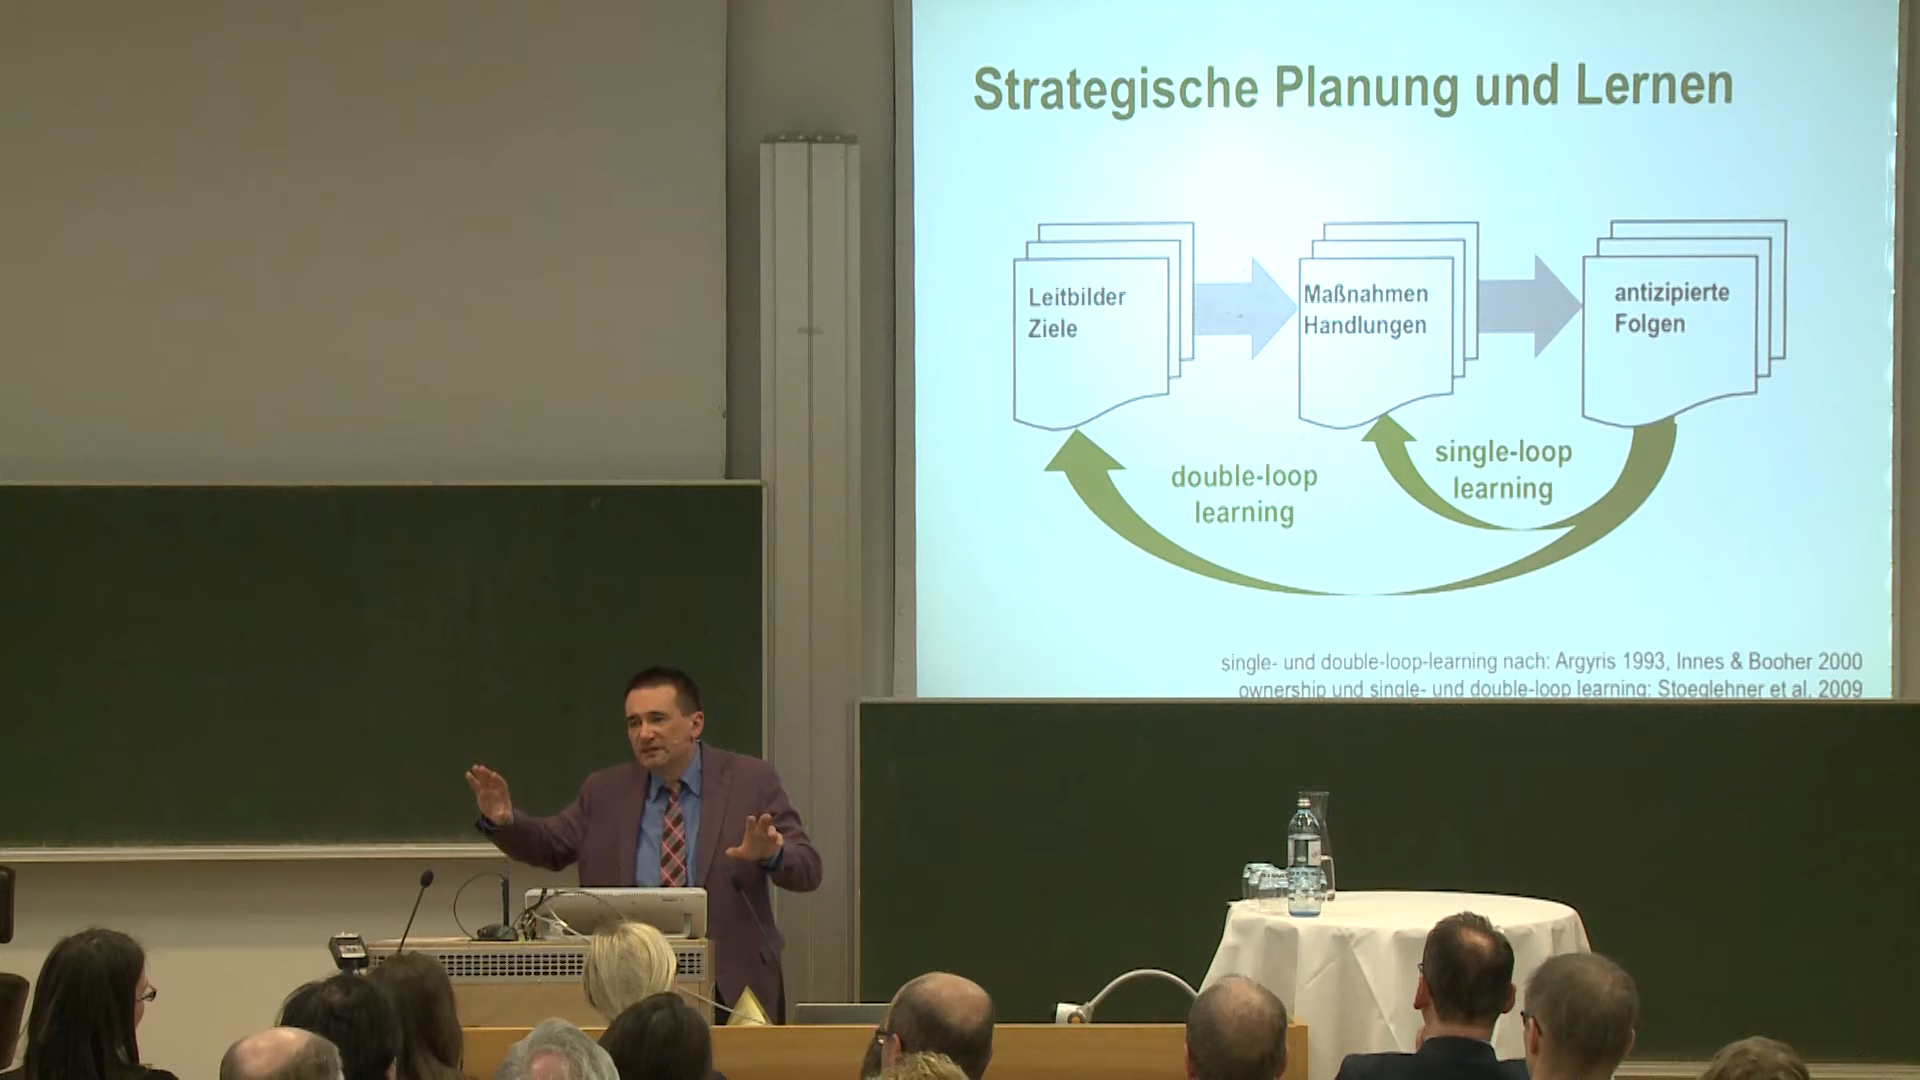 Strategische Planung und Lernen
Leitbilder
Ziele
Maßnahmen
Handlungen
antizipierte
Folgen
double-loop
learning
single-loop
learning
single- und double-loop-learning nach: Argyris 1993, Innes & Booher 2000
ownership und single- und double-loop learning: Stoeglehner et al. 2009